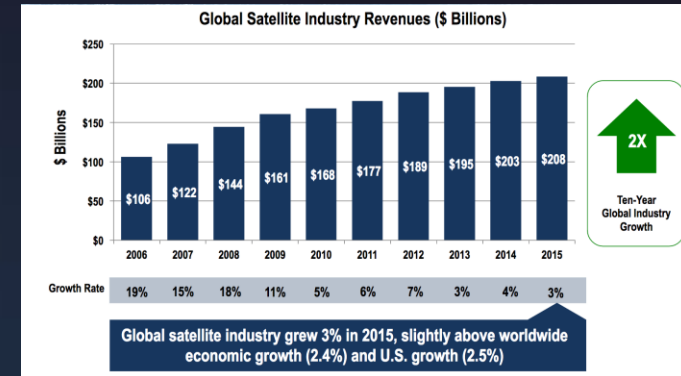 Global Satellite Industry Revenues ($ Billions)
$ Billions
$250
$200
$150
$100
$50
$0
$106
$122
$144
$161
$168
$177
$189
$195
$203
$208
2006 2007 2008 2009 2010 2011 2012 2013 2014 2015
Growth Rate 19% 15% 18% 11% 5% 6% 7% 3% 4% 3%
2X
Ten-Year
Global Industry
Growth
Global satellite industry grew 3% in 2015, slightly above worldwide
economic growth (2.4%) and U.S. growth (2.5%)